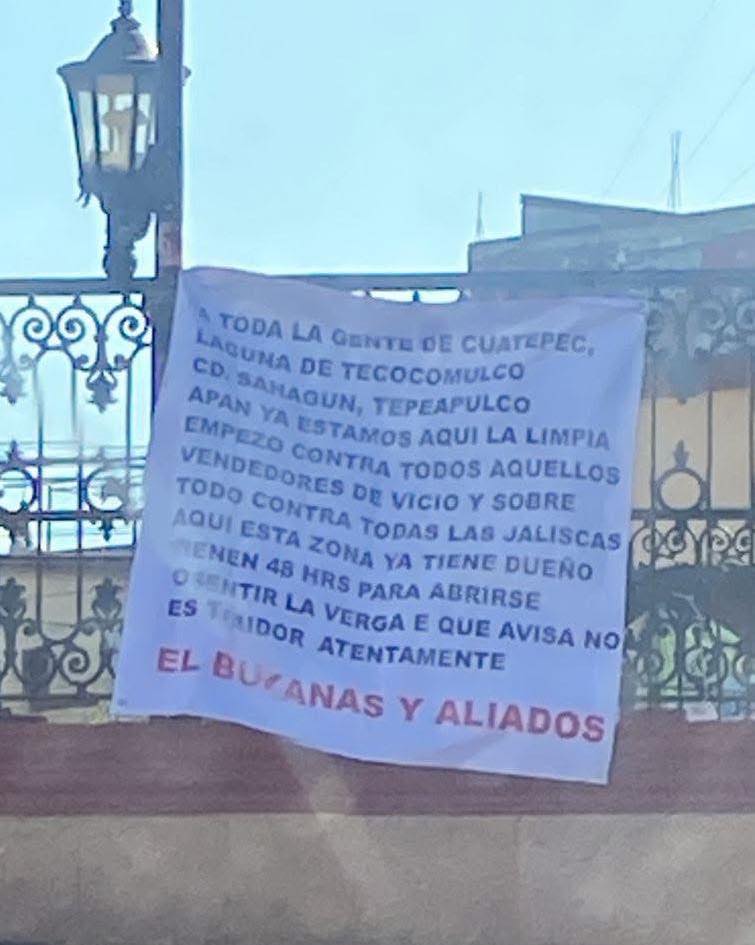 A TODA LA GENTE DE CUATEPEC,
LAGUNA DE TECOCOMULCO
CD. SAHAGUN, TEPEAPULCO
APAN YA ESTAMOS AQUI LA LIMPIA
EMPEZO CONTRA TODOS AQUELLOS
VENDEDORES DE VICIO Y SOBRE
TODO CONTRA TODAS LAS JALISCAS
AQUI ESTA ZONA YA TIENE DUEÑO
TIENEN 48 HRS PARA ABRIRSE
O SENTIR LA VERGA E QUE AVISA NO
ES ATENTAMENTE
EL BUKANAS Y ALIADOS